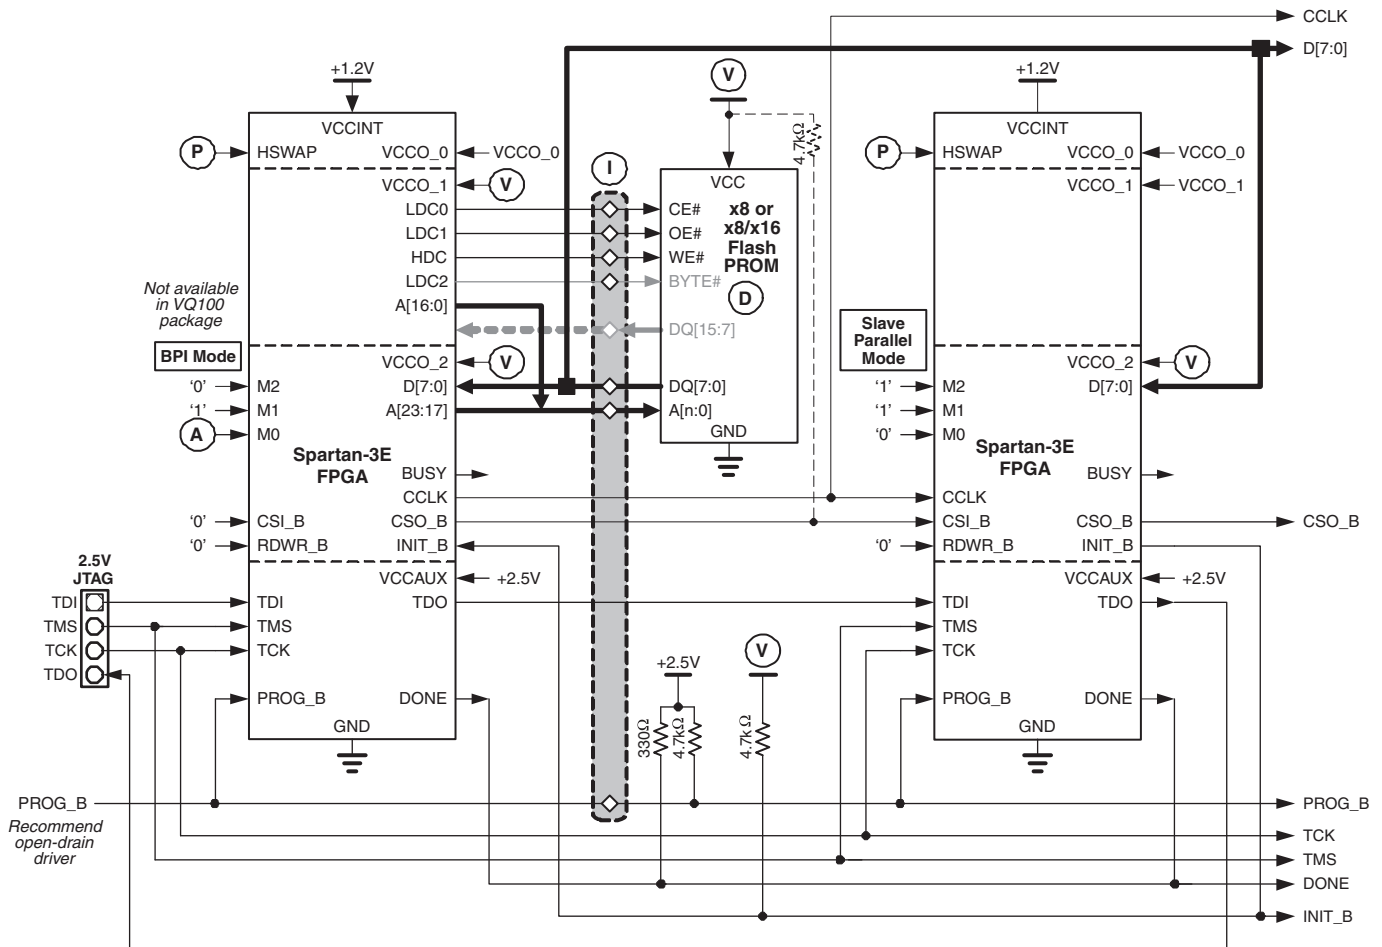 CCLK
D[7:0]
+1.2V
V
+1.2V
VCCINT
P
HSWAP
VCCO_0
VCCO_0
VCCO_1
V
LDC0
LDC1
HDC
LDC2
A[16:0]
Not available
in VQ100
package
BPI Mode
VCCO_2
V
'0'
M2
D[7:0]
'1'
M1
A[23:17]
A
M0
Spartan-3E
FPGA
BUSY
CCLK
'0'
CSI_B
CSO_B
'0'
RDWR_B
INIT_B
VCCAUX
+2.5V
2.5V
JTAG
TDI
TDI
TDO
TMS
TMS
TCK
TCK
TDO
PROG_B
DONE
GND
I
4.7kΩ
VCC
CE#
x8 or
x8/x16
Flash
PROM
OE#
WE#
BYTE#
D
DQ[15:7]
DQ[7:0]
A[n:0]
GND
VCCINT
P
HSWAP
VCCO_0
VCCO_0
VCCO_1
VCCO_1
Slave
Parallel
Mode
VCCO_2
V
'1'
M2
D[7:0]
'1'
M1
'0'
M0
Spartan-3E
FPGA
BUSY
CCLK
CSI_B
CSO_B
CSO_B
'0'
RDWR_B
INIT_B
VCCAUX
+2.5V
TDI
TDO
TMS
TCK
PROG_B
DONE
GND
+2.5V
V
330Ω
4.7kΩ
4.7kΩ
PROG_B
Recommend
open-drain
driver
PROG_B
TCK
TMS
DONE
INIT_B